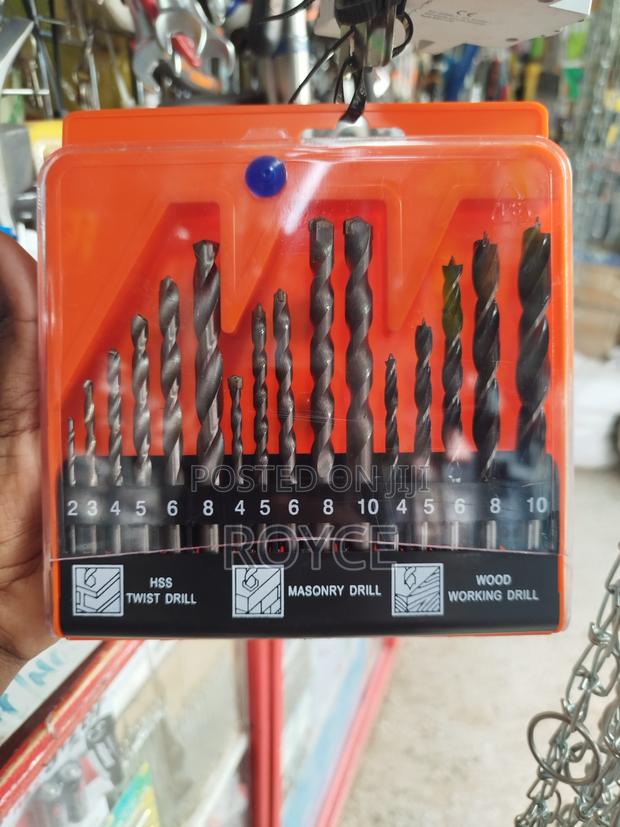 POSTED ON JIJI
2 3 4 5 6 8 4 5 6 8 10 4 5 6 8 10
ROYCE
HSS
TWIST DRILL
MASONRY DRILL
WOOD
WORKING DRILL